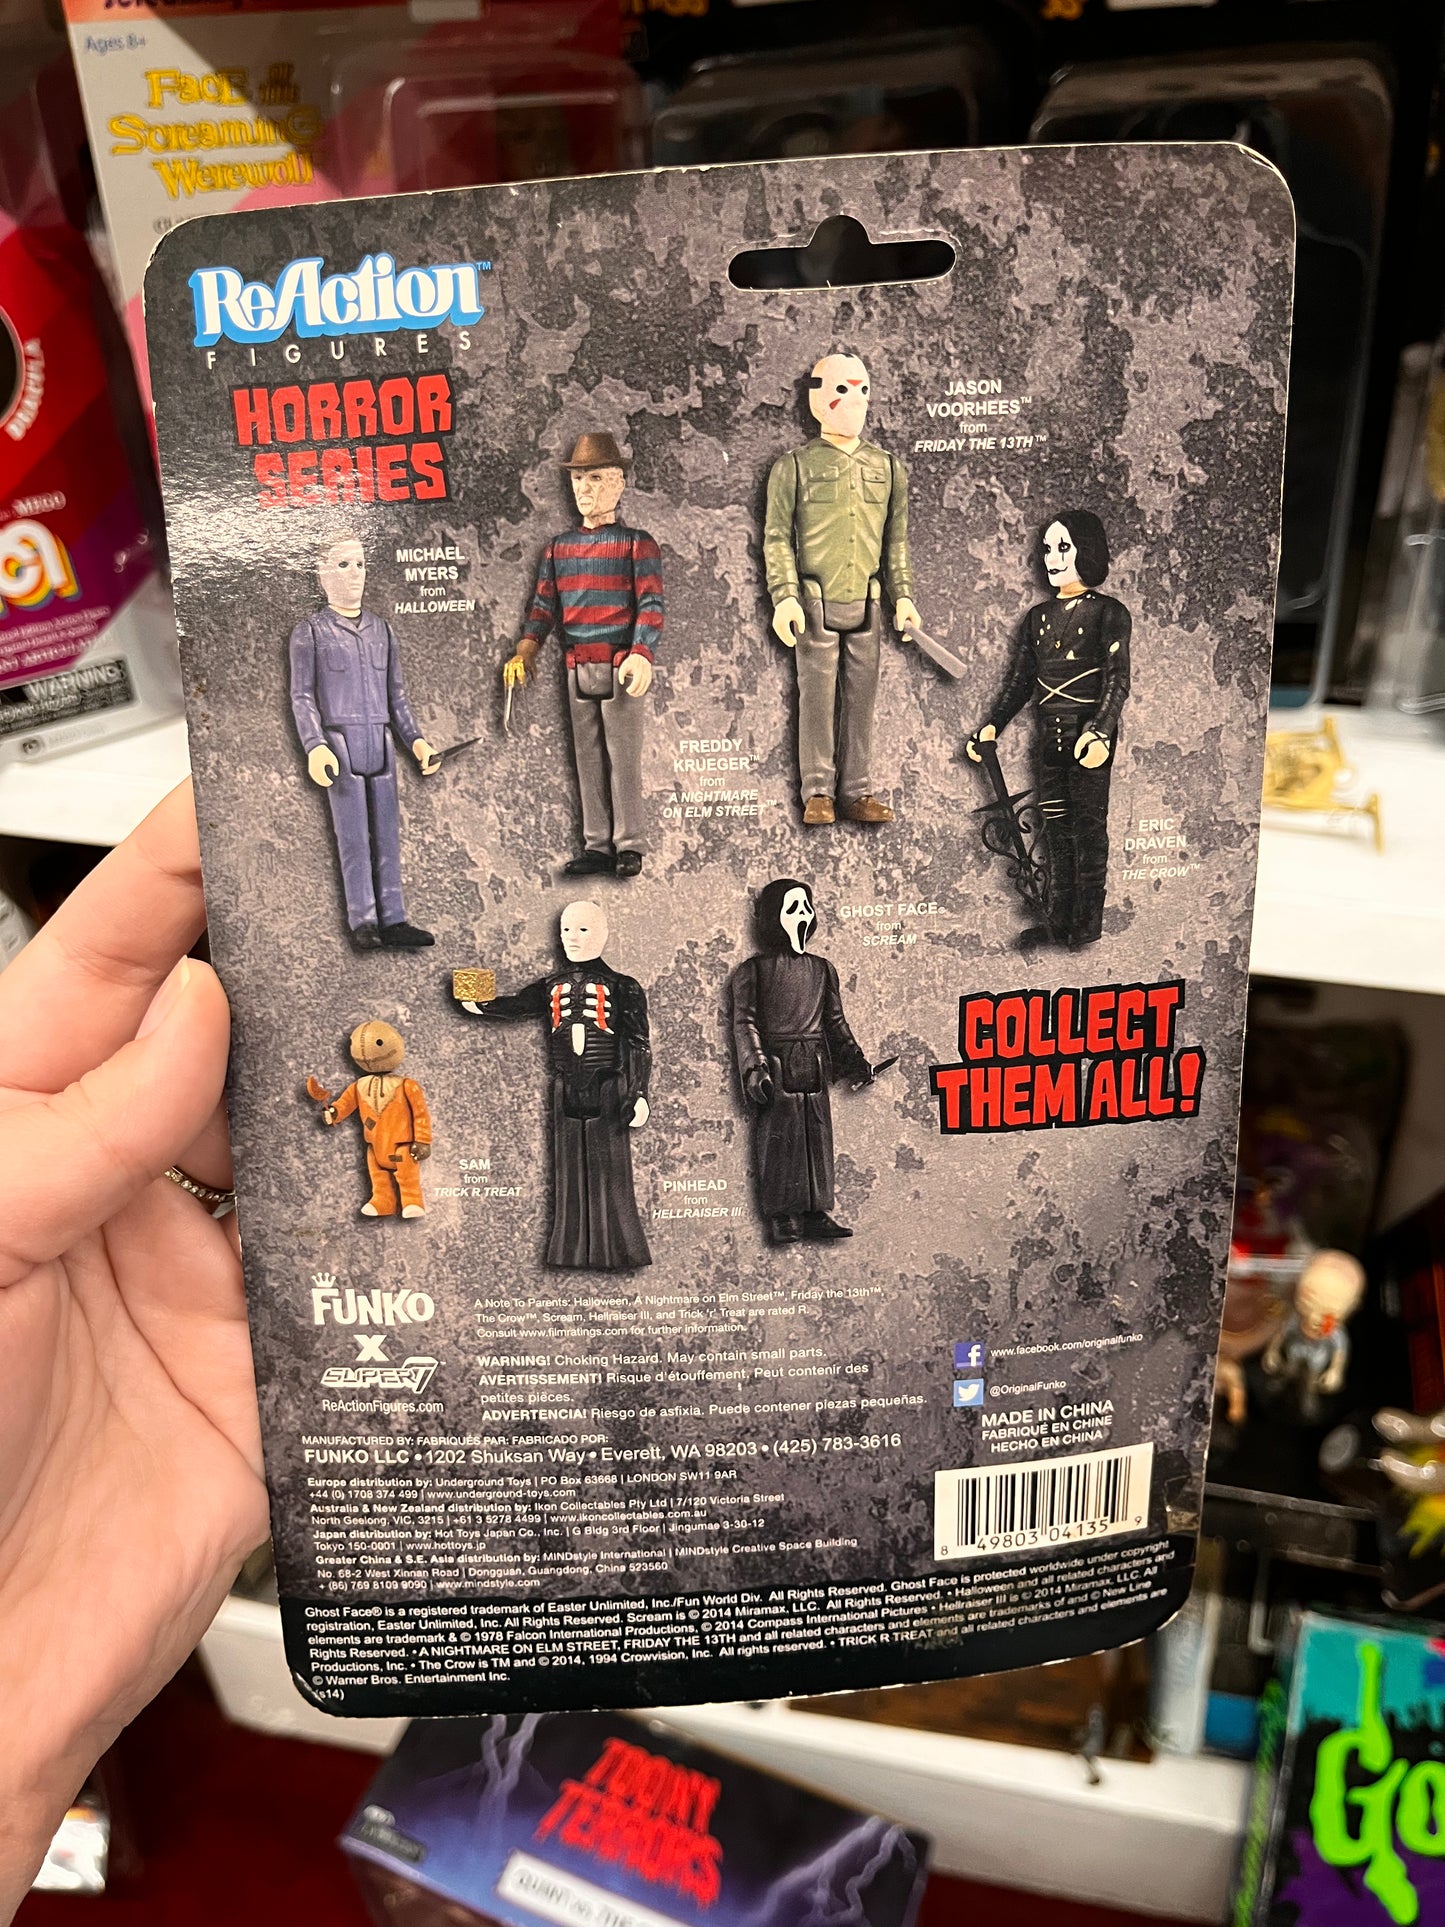 Ages 8+
Face of the
Screaming
Werewolf
DRACULA
MEGO
WARNING:
ReAction™
FIGURES
HORROR
SERIES
JASON
VOORHEES™
from
FRIDAY THE 13TH™
MICHAEL
MYERS
from
HALLOWEEN
FREDDY
KRUEGER™
from
A NIGHTMARE
ON ELM STREET™
ERIC
DRAVEN
from
THE CROW™
GHOST FACE®
from
SCREAM
COLLECT
THEM ALL!
SAM
from
TRICK R TREAT
PINHEAD
from
HELLRAISER III
FUNKO
X
SUPER7
ReActionFigures.com
A Note To Parents: Halloween, A Nightmare on Elm Street™, Friday the 13th™,
The Crow™, Scream, Hellraiser III, and Trick 'r' Treat are rated R.
Consult www.filmratings.com for further information.
WARNING! Choking Hazard. May contain small parts.
AVERTISSEMENT! Risque d'étouffement, Peut contenir des
petites pièces.
ADVERTENCIA! Riesgo de asfixia. Puede contener piezas pequeñas.
www.facebook.com/originalfunko
@OriginalFunko
MADE IN CHINA
FABRIQUÉ EN CHINE
HECHO EN CHINA
MANUFACTURED BY: FABRIQUÉS PAR: FABRICADO POR:
FUNKO LLC • 1202 Shuksan Way • Everett, WA 98203 • (425) 783-3616
Europe distribution by: Underground Toys | PO Box 63668 | LONDON SW11 9AR
+44 (0) 1708 374 499 | www.underground-toys.com
Australia & New Zealand distribution by: Ikon Collectables Pty Ltd | 7/120 Victoria Street
North Geelong, VIC, 3215 | +61 3 5278 4499 | www.ikoncollectables.com.au
Japan distribution by: Hot Toys Japan Co., Inc. | G Bldg 3rd Floor | Jingumae 3-30-12
Tokyo 150-0001 | www.hottoys.jp
Greater China & S.E. Asia distribution by: MINDstyle International | MINDstyle Creative Space Building
No. 68-2 West Xinnan Road | Dongguan, Guangdong, China 523560
+ (86) 769 8109 9090 | www.mindstyle.com
8 49803 04135 9
Ghost Face® is a registered trademark of Easter Unlimited, Inc./Fun World Div. All Rights Reserved. Ghost Face is protected worldwide under copyright
registration, Easter Unlimited, Inc. All Rights Reserved. Scream is © 2014 Miramax, LLC. All Rights Reserved. • Halloween and all related characters and
elements are trademark & © 1978 Falcon International Productions, © 2014 Compass International Pictures • Hellraiser III is © 2014 Miramax, LLC. All
Rights Reserved. • A NIGHTMARE ON ELM STREET, FRIDAY THE 13TH and all related characters and elements are trademarks of and © New Line
Productions, Inc. • The Crow is TM and © 2014, 1994 Crowvision, Inc. All rights reserved. • TRICK R TREAT and all related characters and elements are
© Warner Bros. Entertainment Inc.
(s14)
TOONY
TERRORS